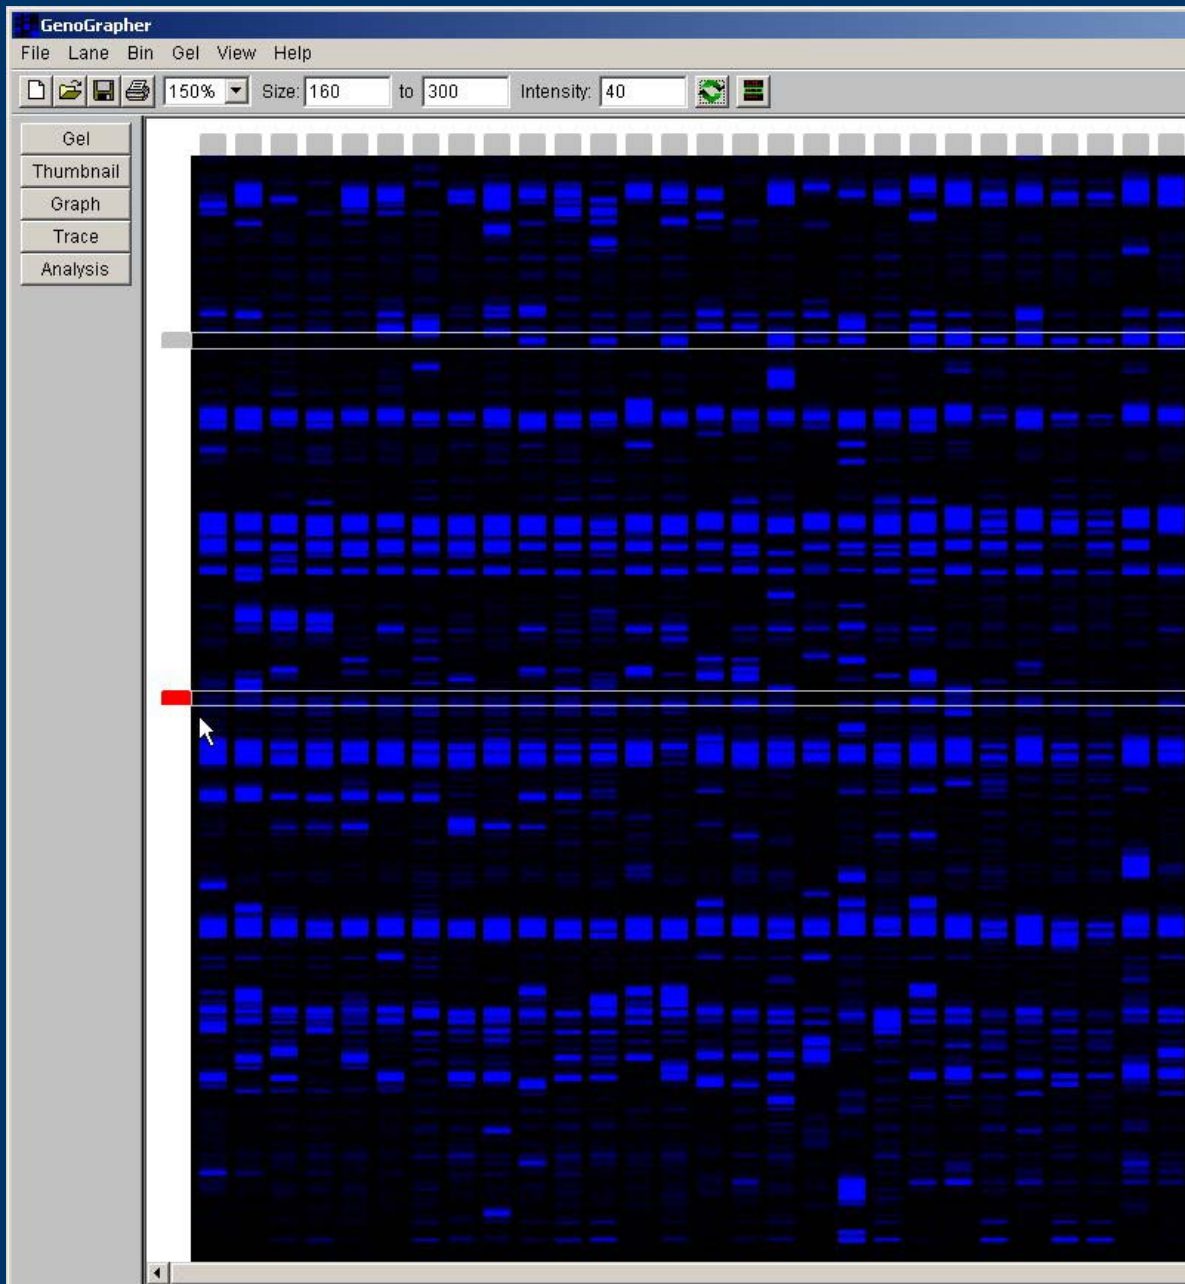 GenoGrapher
File Lane Bin Gel View Help
150% Size: 160 to 300 Intensity: 40
Gel
Thumbnail
Graph
Trace
Analysis